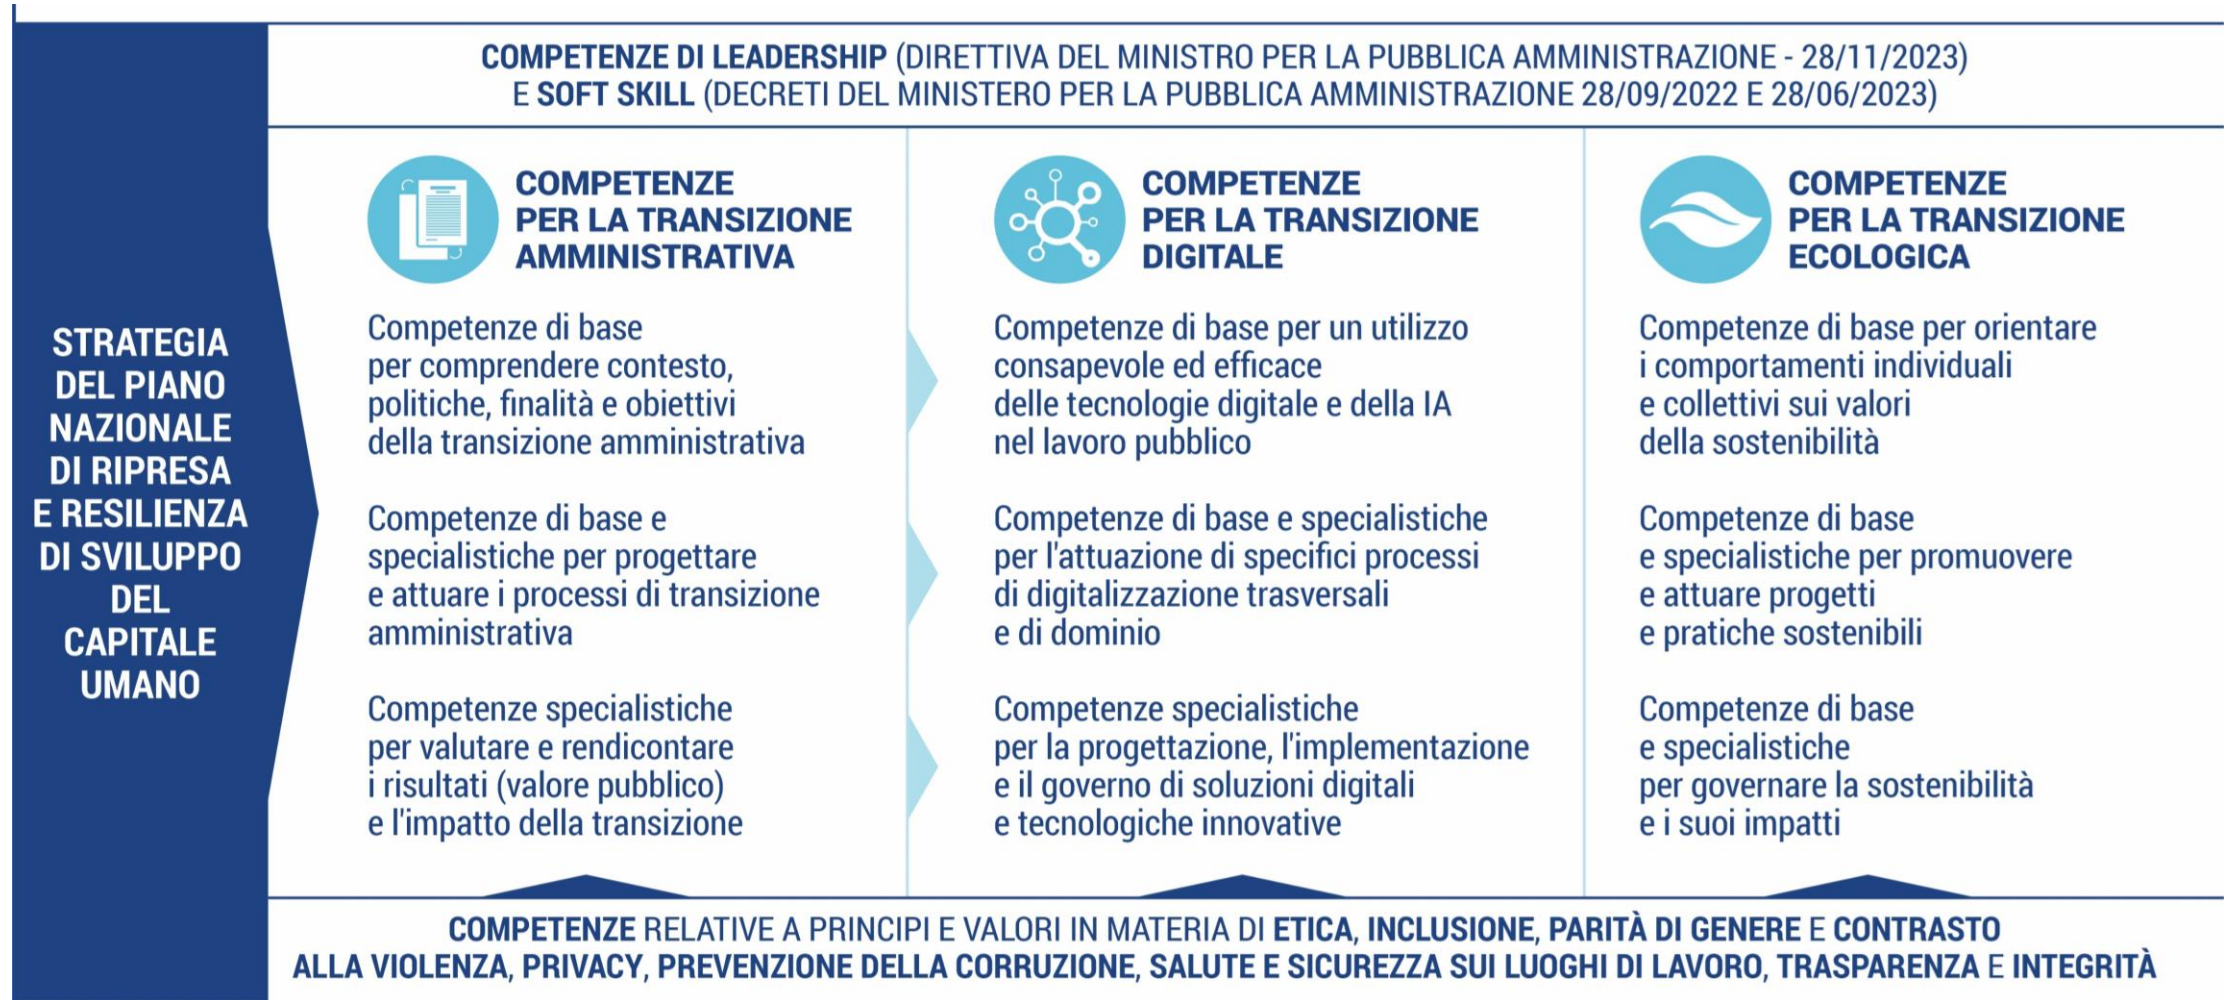 COMPETENZE DI LEADERSHIP (DIRETTIVA DEL MINISTRO PER LA PUBBLICA AMMINISTRAZIONE - 28/11/2023)
E SOFT SKILL (DECRETI DEL MINISTERO PER LA PUBBLICA AMMINISTRAZIONE 28/09/2022 E 28/06/2023)
STRATEGIA
DEL PIANO
NAZIONALE
DI RIPRESA
E RESILIENZA
DI SVILUPPO
DEL
CAPITALE
UMANO
COMPETENZE
PER LA TRANSIZIONE
AMMINISTRATIVA
Competenze di base
per comprendere contesto,
politiche, finalità e obiettivi
della transizione amministrativa
Competenze di base e
specialistiche per progettare
e attuare i processi di transizione
amministrativa
Competenze specialistiche
per valutare e rendicontare
i risultati (valore pubblico)
e l'impatto della transizione
COMPETENZE
PER LA TRANSIZIONE
DIGITALE
Competenze di base per un utilizzo
consapevole ed efficace
delle tecnologie digitale e della IA
nel lavoro pubblico
Competenze di base e specialistiche
per l'attuazione di specifici processi
di digitalizzazione trasversali
e di dominio
Competenze specialistiche
per la progettazione, l'implementazione
e il governo di soluzioni digitali
e tecnologiche innovative
COMPETENZE
PER LA TRANSIZIONE
ECOLOGICA
Competenze di base per orientare
i comportamenti individuali
e collettivi sui valori
della sostenibilità
Competenze di base
e specialistiche per promuovere
e attuare progetti
e pratiche sostenibili
Competenze di base
e specialistiche
per governare la sostenibilità
e i suoi impatti
COMPETENZE RELATIVE A PRINCIPI E VALORI IN MATERIA DI ETICA, INCLUSIONE, PARITÀ DI GENERE E CONTRASTO
ALLA VIOLENZA, PRIVACY, PREVENZIONE DELLA CORRUZIONE, SALUTE E SICUREZZA SUI LUOGHI DI LAVORO, TRASPARENZA E INTEGRITÀ